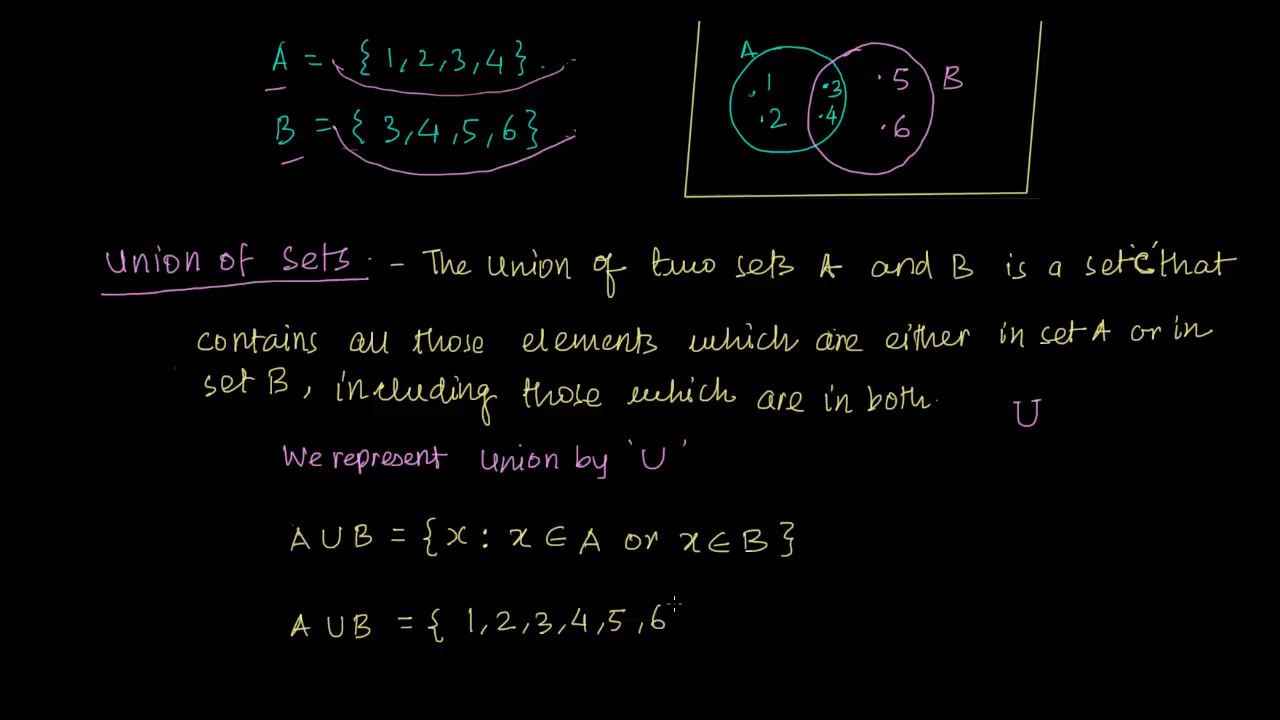 A = {1,2,3,4}
B = {3,4,5,6}
A
1
2
3
4
5
6
B
Union of sets - The union of two sets A and B is a set 'C' that
contains all those elements which are either in set A or in
set B, including those which are in both.
U
We represent union by 'U'
A ∪ B = {x : x ∈ A or x ∈ B}
A ∪ B = { 1,2,3,4,5,6